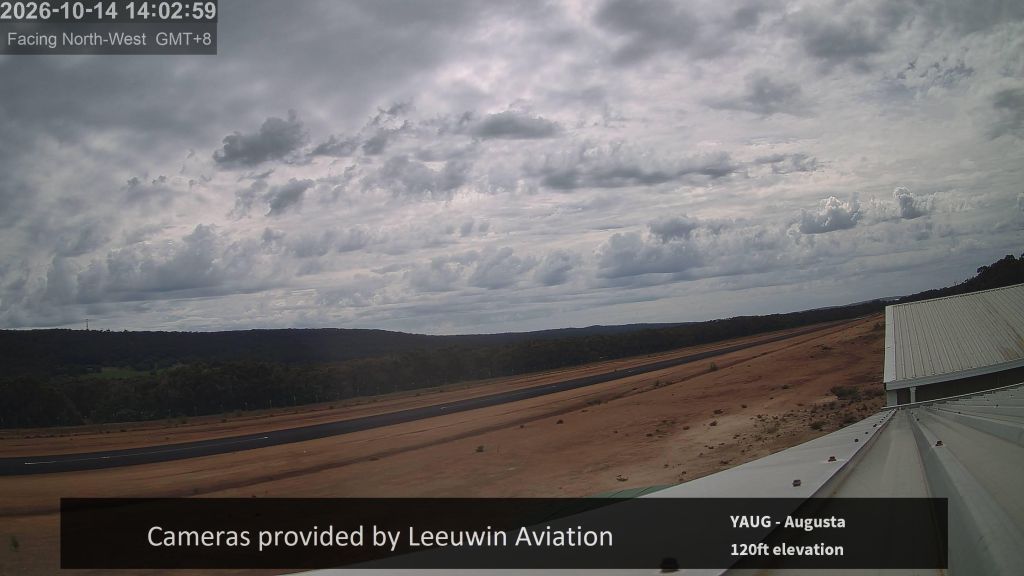 2026-10-14 14:02:59
Facing North-West GMT+8
Cameras provided by Leeuwin Aviation
YAUG - Augusta
120ft elevation